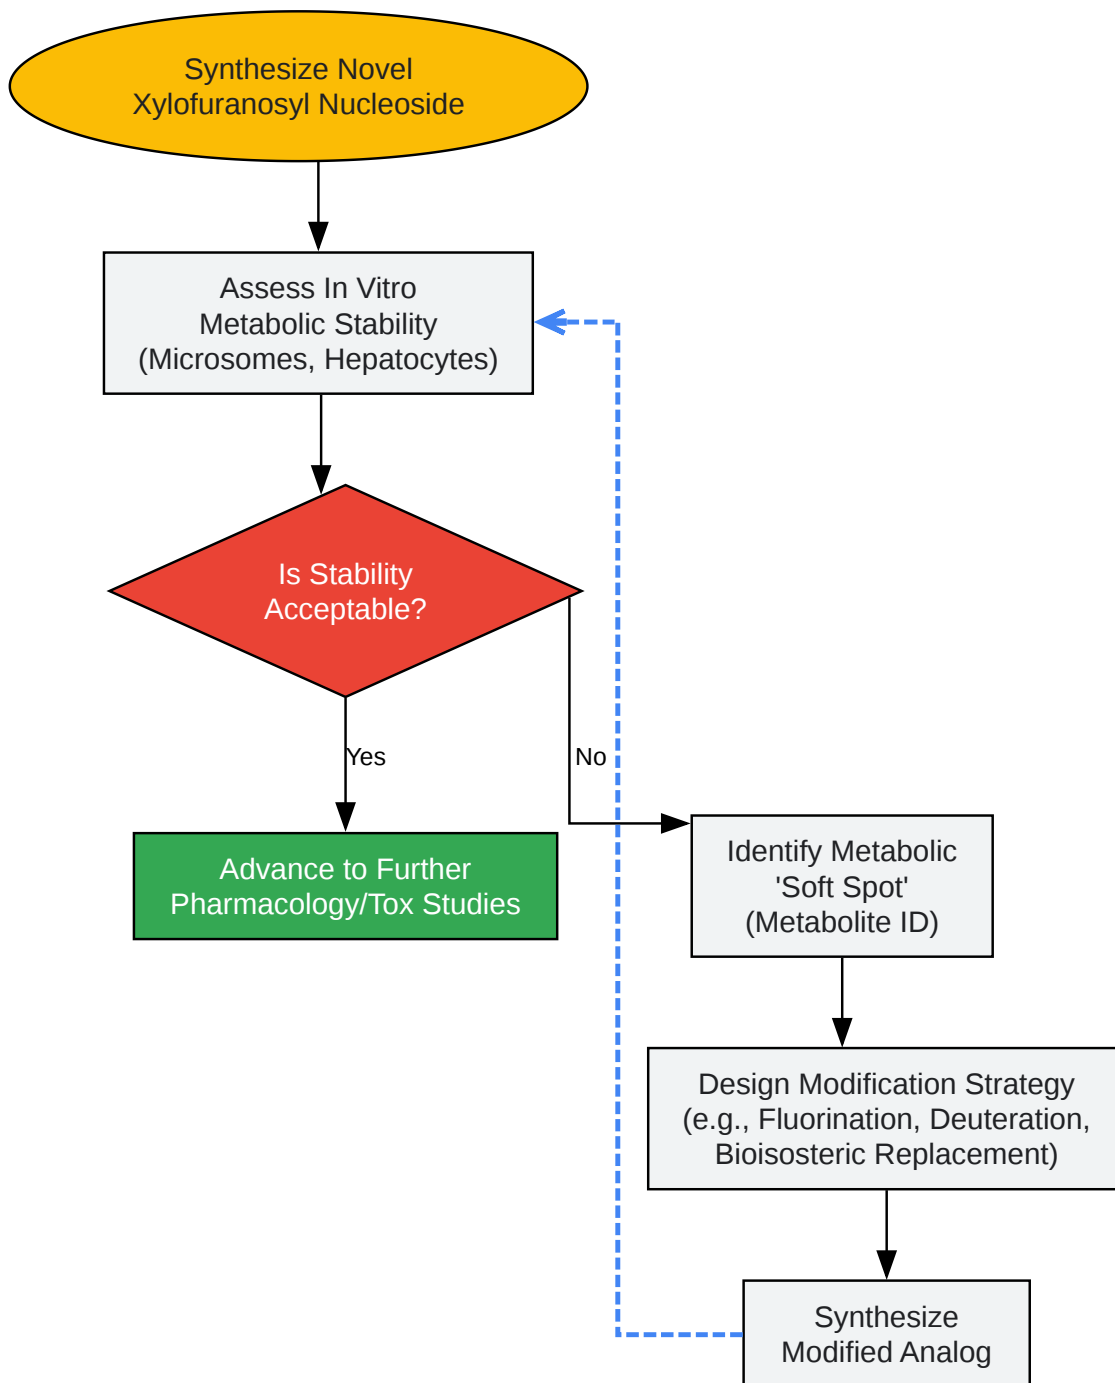 Synthesize Novel
Xylofuranosyl Nucleoside
Assess In Vitro
Metabolic Stability
(Microsomes, Hepatocytes)
Is Stability
Acceptable?
Yes
No
Advance to Further
Pharmacology/Tox Studies
Identify Metabolic
'Soft Spot'
(Metabolite ID)
Design Modification Strategy
(e.g., Fluorination, Deuteration,
Bioisosteric Replacement)
Synthesize
Modified Analog